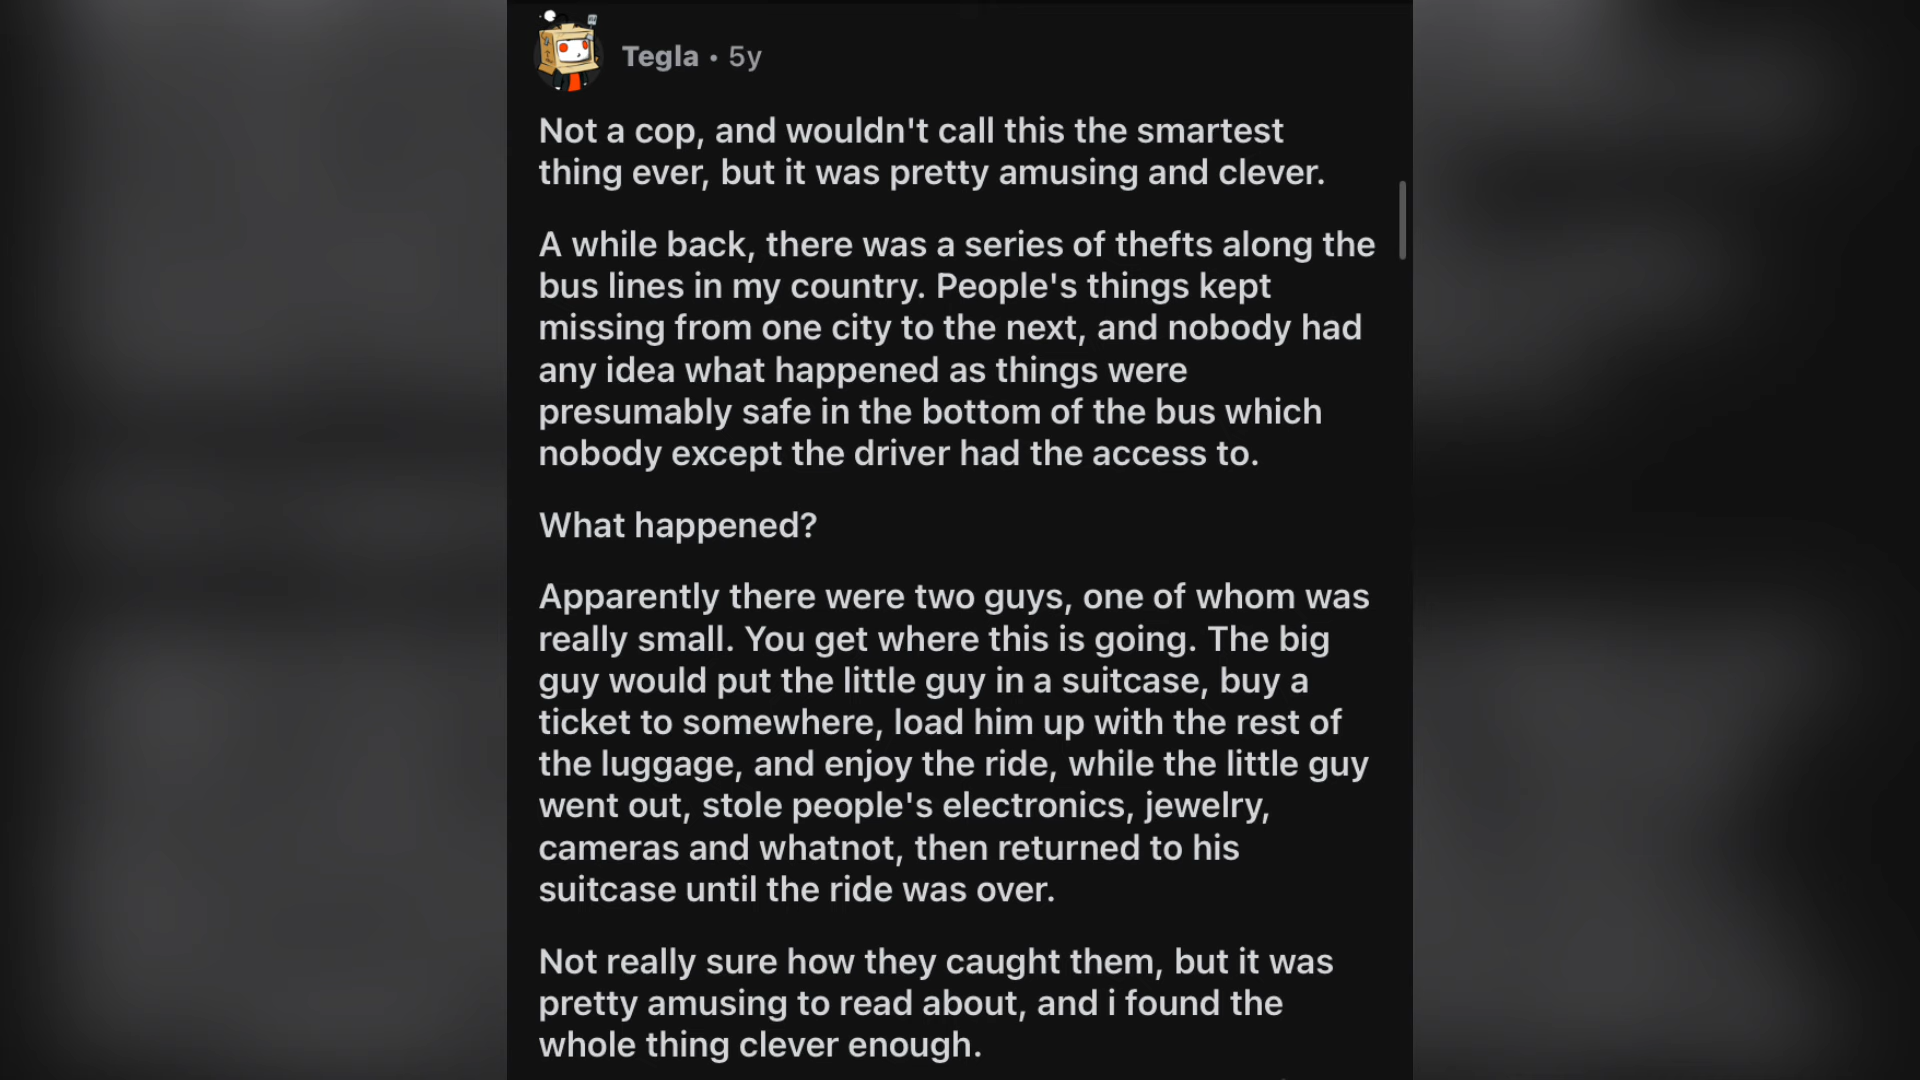 Tegla • 5y
Not a cop, and wouldn't call this the smartest
thing ever, but it was pretty amusing and clever.
A while back, there was a series of thefts along the
bus lines in my country. People's things kept
missing from one city to the next, and nobody had
any idea what happened as things were
presumably safe in the bottom of the bus which
nobody except the driver had the access to.
What happened?
Apparently there were two guys, one of whom was
really small. You get where this is going. The big
guy would put the little guy in a suitcase, buy a
ticket to somewhere, load him up with the rest of
the luggage, and enjoy the ride, while the little guy
went out, stole people's electronics, jewelry,
cameras and whatnot, then returned to his
suitcase until the ride was over.
Not really sure how they caught them, but it was
pretty amusing to read about, and i found the
whole thing clever enough.